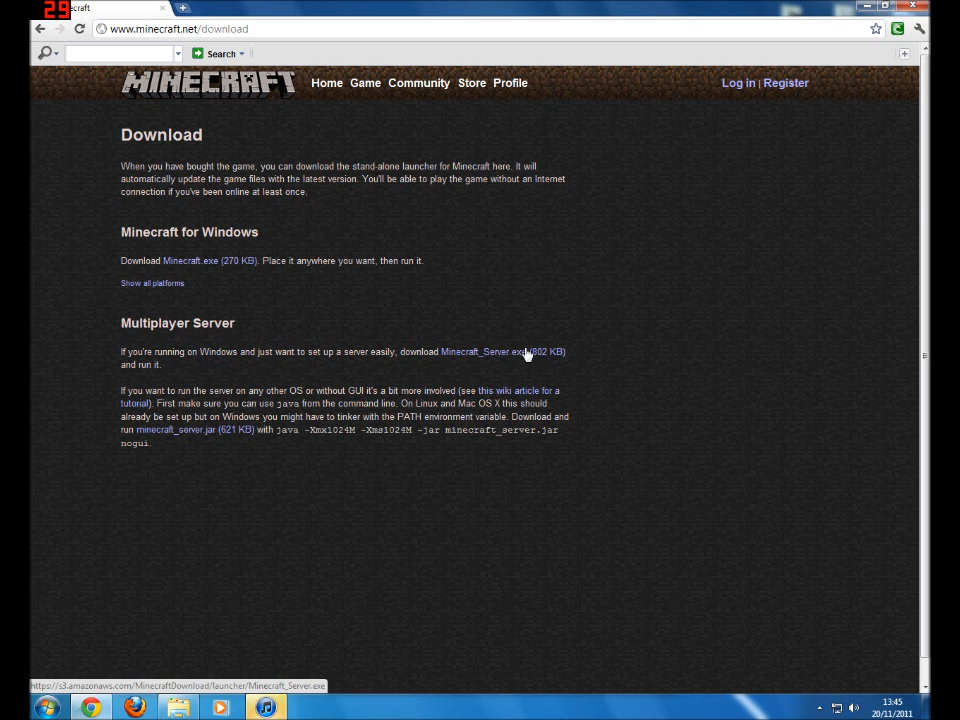 29
ecraft
www.minecraft.net/download
Search
MINECRAFT
Home Game Community Store Profile
Log in | Register
Download
When you have bought the game, you can download the stand-alone launcher for Minecraft here. It will
automatically update the game files with the latest version. You'll be able to play the game without an Internet
connection if you've been online at least once.
Minecraft for Windows
Download Minecraft.exe (270 KB). Place it anywhere you want, then run it.
Show all platforms
Multiplayer Server
If you're running on Windows and just want to set up a server easily, download Minecraft_Server.exe (802 KB)
and run it.
If you want to run the server on any other OS or without GUI it's a bit more involved (see this wiki article for a
tutorial). First make sure you can use java from the command line. On Linux and Mac OS X this should
already be set up but on Windows you might have to tinker with the PATH environment variable. Download and
run minecraft_server.jar (621 KB) with java -Xmx1024M -Xms1024M -jar minecraft_server.jar
nogui.
https://s3.amazonaws.com/MinecraftDownload/launcher/Minecraft_Server.exe
13:45
20/11/2011